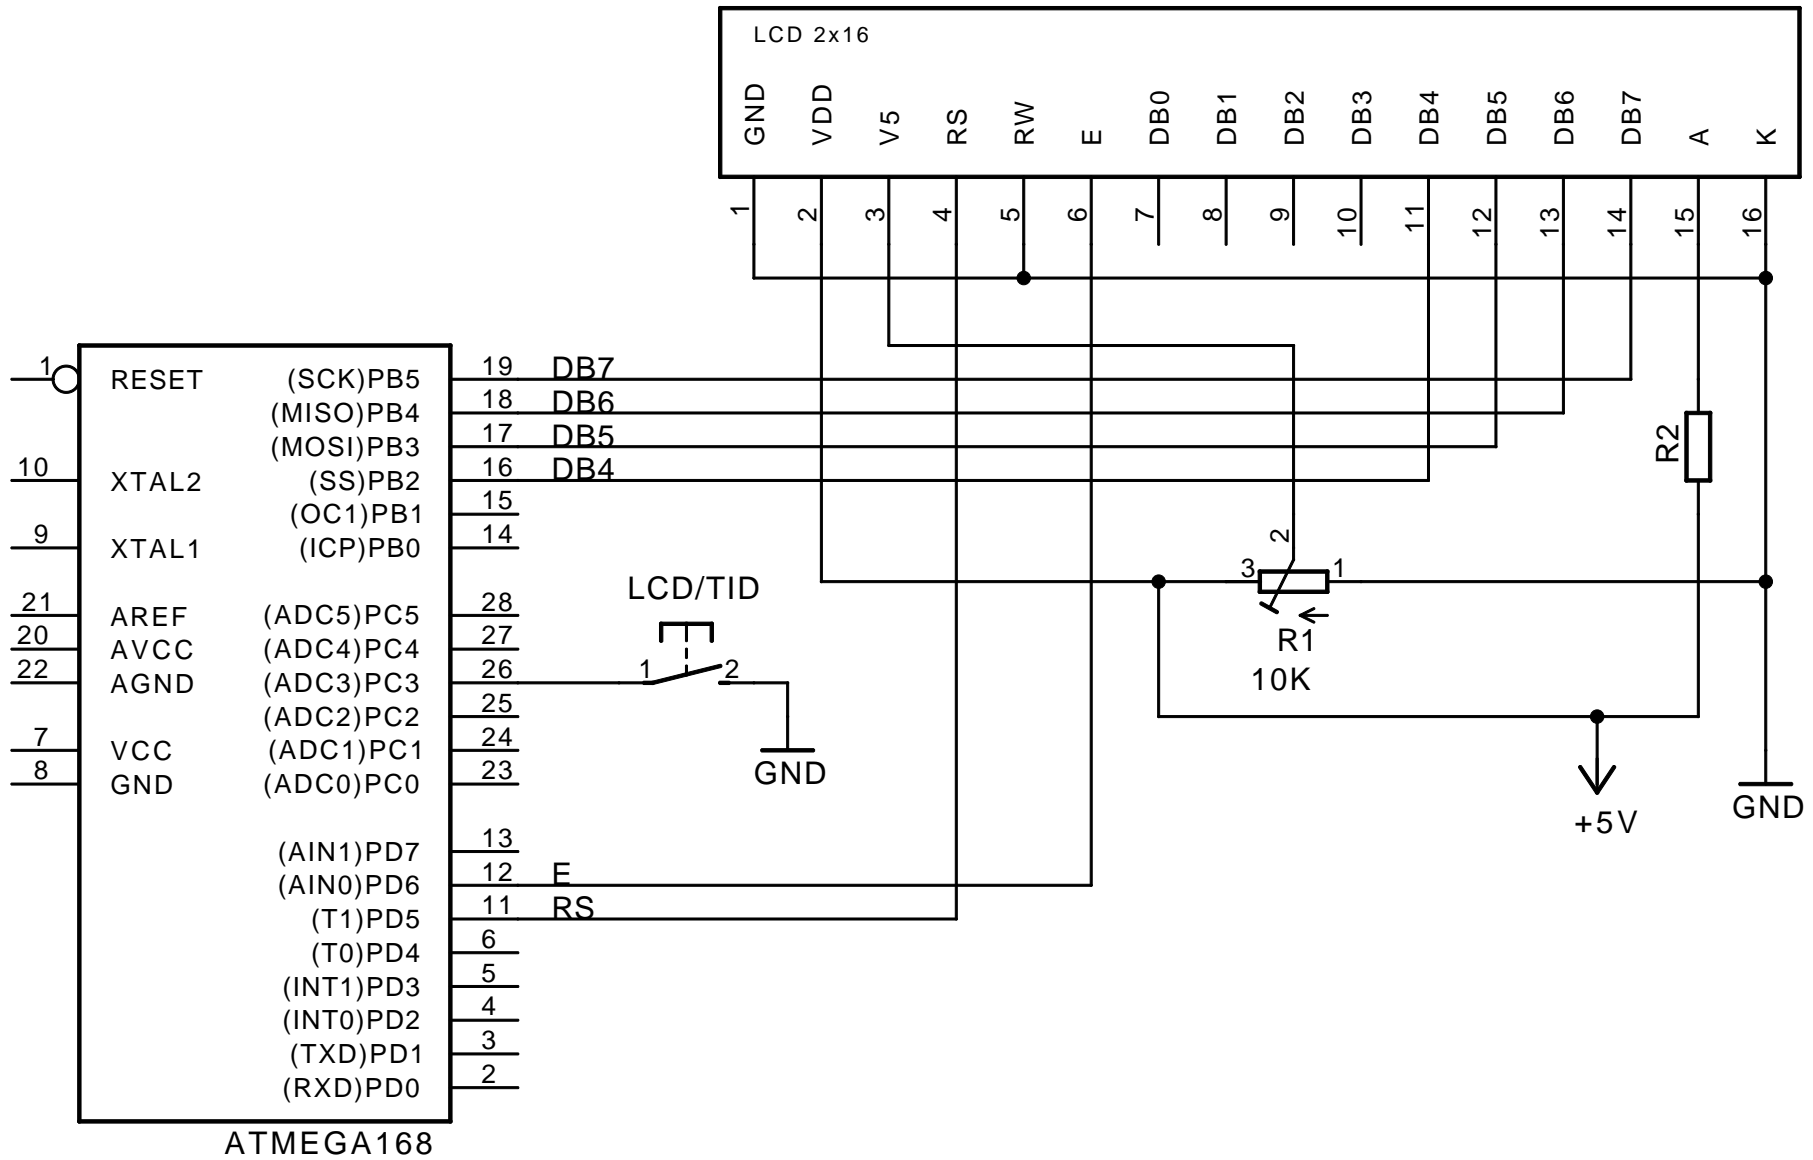 LCD 2x16
GND VDD V5 RS RW E DB0 DB1 DB2 DB3 DB4 DB5 DB6 DB7 A K
1 2 3 4 5 6 7 8 9 10 11 12 13 14 15 16
1 RESET (SCK)PB5 19 DB7
(MISO)PB4 18 DB6
(MOSI)PB3 17 DB5
10 XTAL2 (SS)PB2 16 DB4
(OC1)PB1 15
9 XTAL1 (ICP)PB0 14
21 AREF (ADC5)PC5 28
20 AVCC (ADC4)PC4 27
22 AGND (ADC3)PC3 26
(ADC2)PC2 25
7 VCC (ADC1)PC1 24
8 GND (ADC0)PC0 23
(AIN1)PD7 13
(AIN0)PD6 12 E
(T1)PD5 11 RS
(T0)PD4 6
(INT1)PD3 5
(INT0)PD2 4
(TXD)PD1 3
(RXD)PD0 2
ATMEGA168
LCD/TID
1 2
GND
2
3 1
R1
10K
R2
+5V
GND